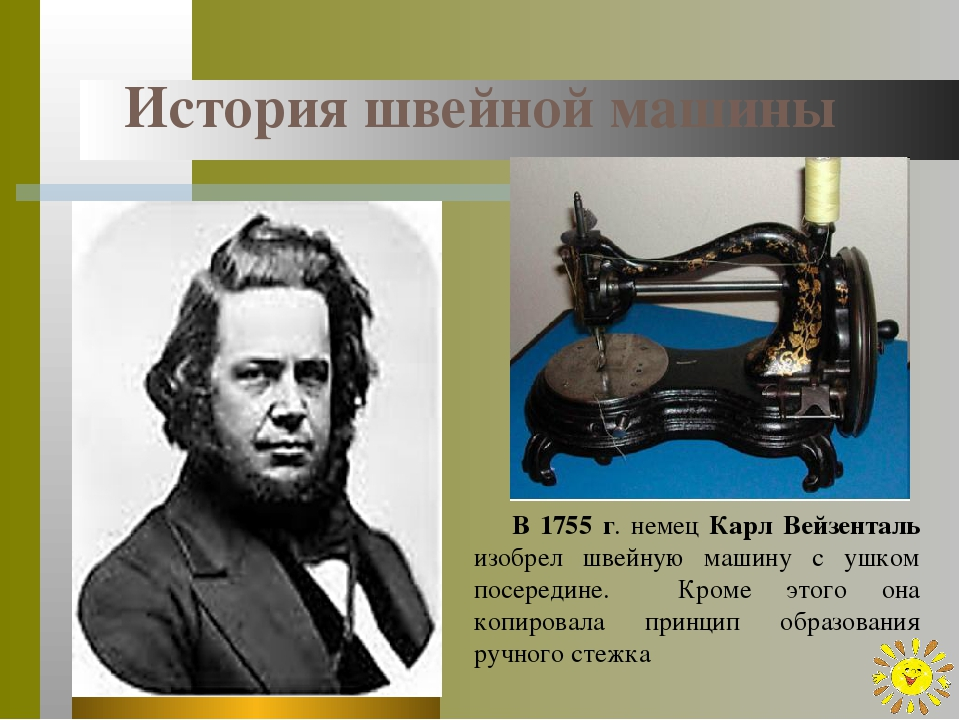 История швейной машины
В 1755 г. немец Карл Вейзенталь
изобрел швейную машину с ушком
посередине. Кроме этого она
копировала принцип образования
ручного стежка